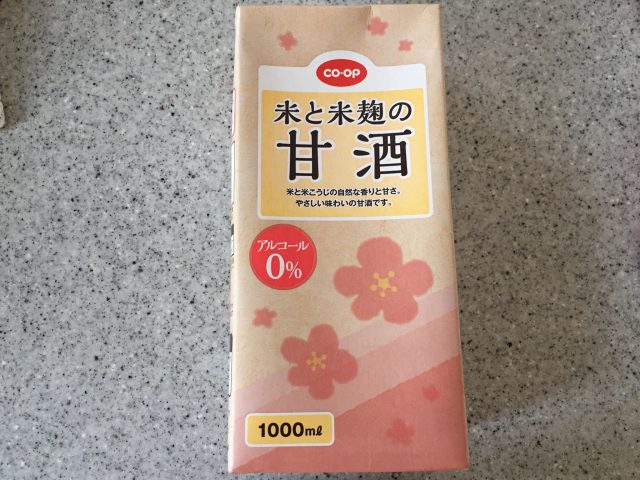 CO・OP
米と米麹の
甘酒
米と米こうじの自然な香りと甘さ。
やさしい味わいの甘酒です。
アルコール
0%
1000mℓ